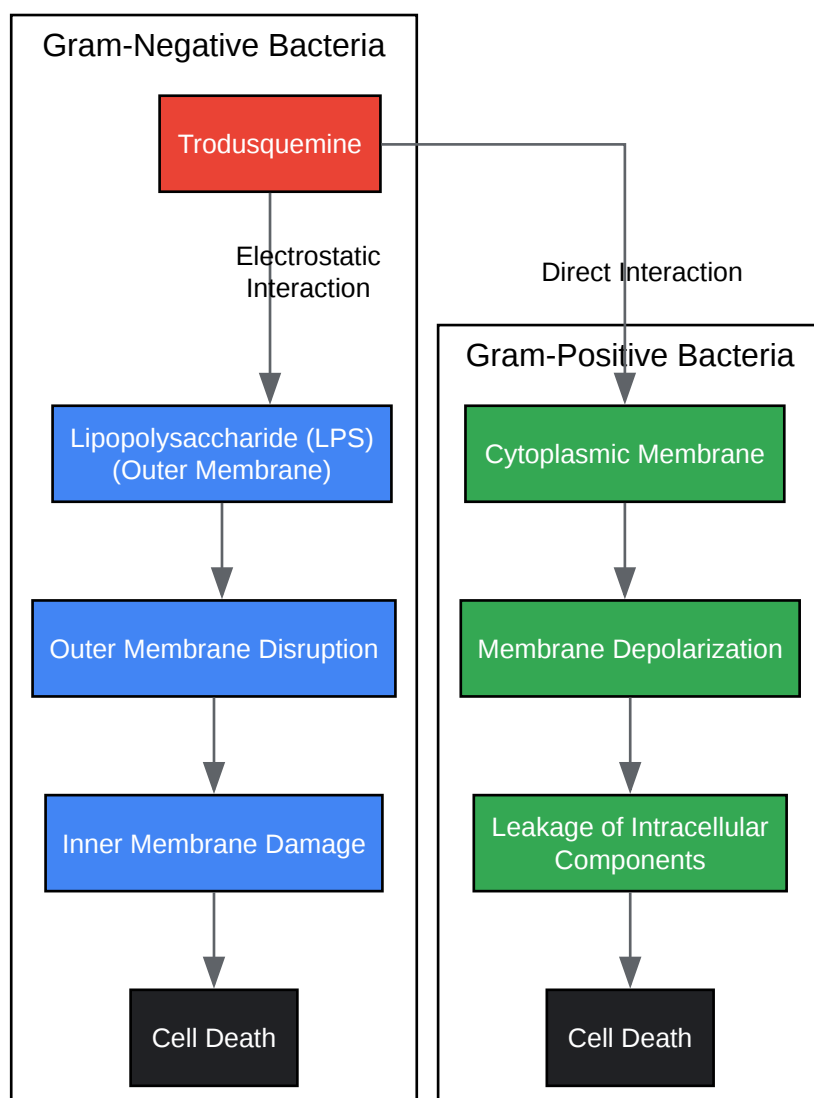 Gram-Negative Bacteria
Trodusquemine
Electrostatic
Interaction
Direct Interaction
Gram-Positive Bacteria
Lipopolysaccharide (LPS)
(Outer Membrane)
Cytoplasmic Membrane
Outer Membrane Disruption
Membrane Depolarization
Inner Membrane Damage
Leakage of Intracellular
Components
Cell Death
Cell Death